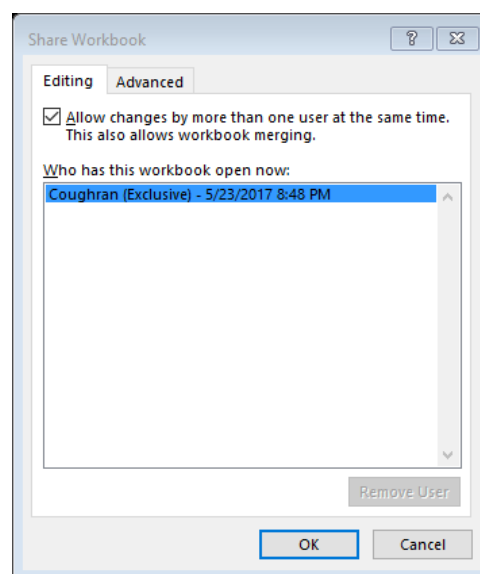 Share Workbook
Editing Advanced
Allow changes by more than one user at the same time.
This also allows workbook merging.
Who has this workbook open now:
Coughran (Exclusive) - 5/23/2017 8:48 PM
Remove User
OK Cancel